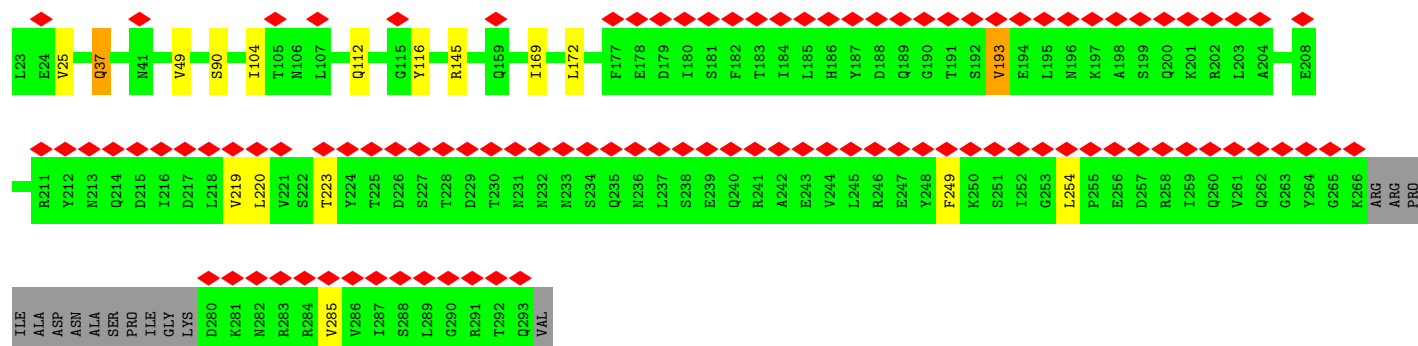 L23 E24 V25 Q37 N41 V49 S90 I104 T105 N106 L107 Q112 G115 Y116 R145 Q159 I169 L172 F177 E178 D179 I180 S181 F182 T183 I184 L185 H186 Y187 D188 Q189 G190 T191 S192 V193 E194 L195 N196 K197 A198 S199 Q200 K201 R202 L203 A204 E208
R211 Y212 N213 Q214 D215 I216 D217 L218 V219 L220 V221 S222 T223 Y224 T225 D226 S227 T228 D229 T230 N231 N232 N233 S234 Q235 N236 L237 S238 E239 Q240 R241 A242 E243 V244 L245 R246 E247 Y248 F249 K250 S251 I252 G253 L254 P255 E256 D257 R258 I259 Q260 V261 Q262 G263 Y264 G265 K266 ARG ARG PRO
ILE ALA ASP ASN ALA SER PRO ILE GLY LYS D280 K281 N282 R283 R284 V285 V286 I287 S288 L289 G290 R291 T292 Q293 VAL